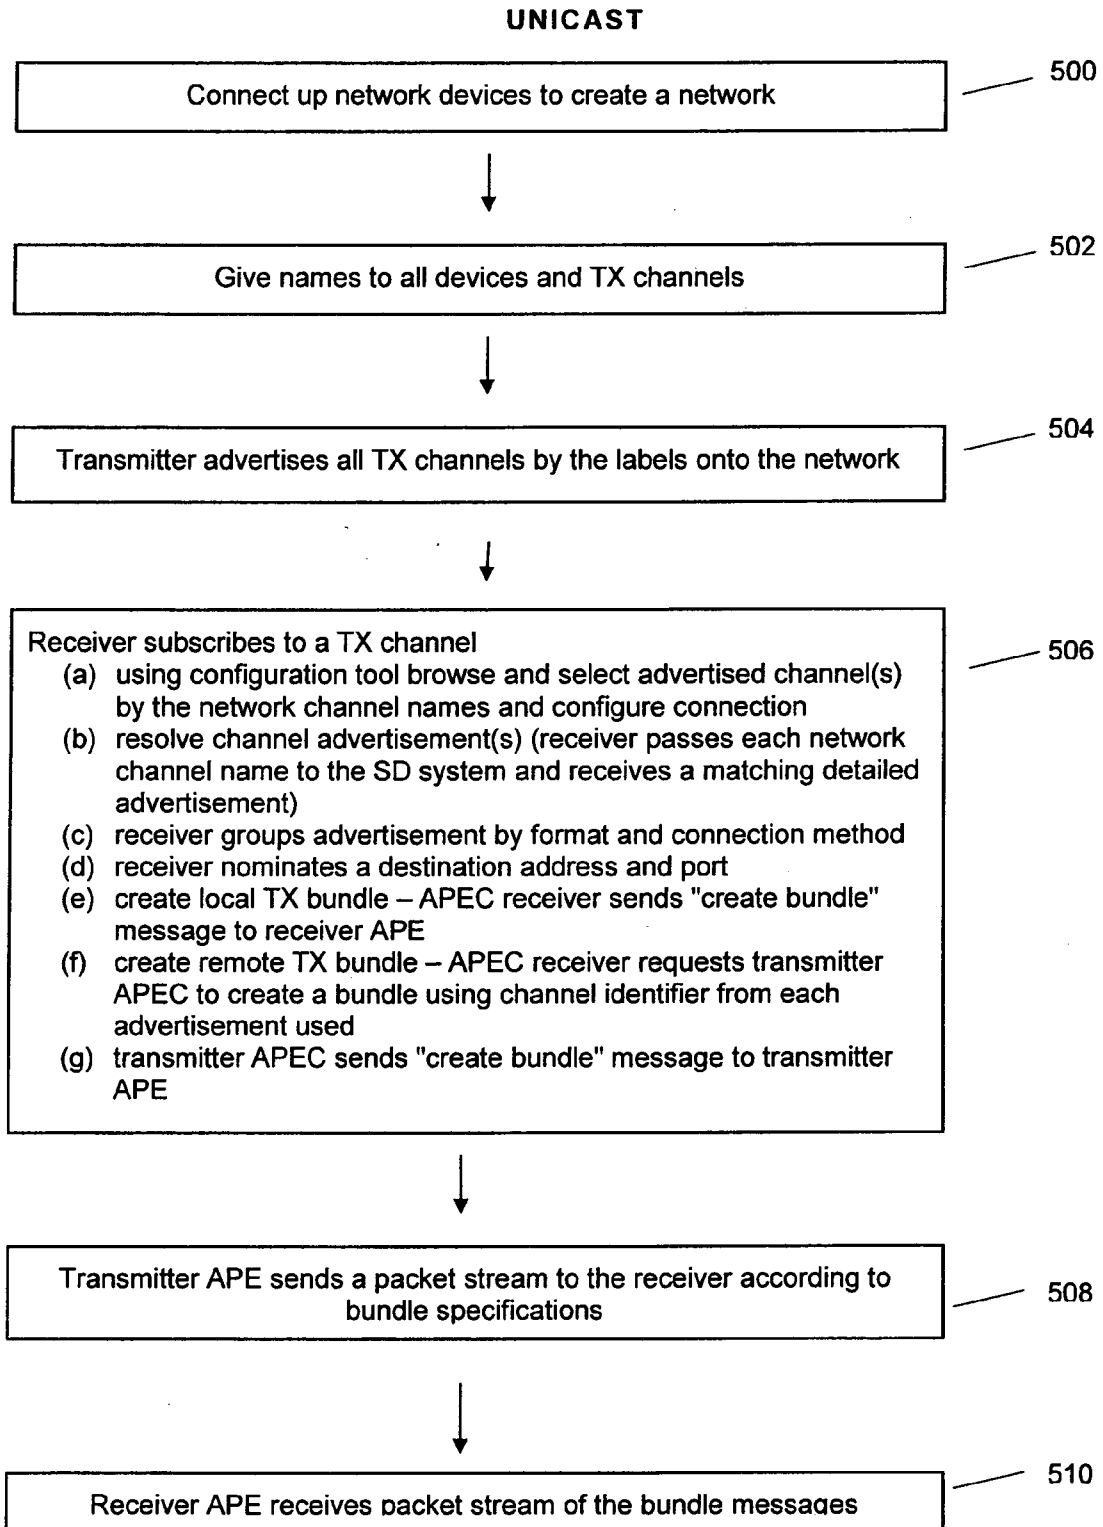 UNICAST
Connect up network devices to create a network
500
Give names to all devices and TX channels
502
Transmitter advertises all TX channels by the labels onto the network
504
Receiver subscribes to a TX channel
506
(a) using configuration tool browse and select advertised channel(s)
by the network channel names and configure connection
(b) resolve channel advertisement(s) (receiver passes each network
channel name to the SD system and receives a matching detailed
advertisement)
(c) receiver groups advertisement by format and connection method
(d) receiver nominates a destination address and port
(e) create local TX bundle – APEC receiver sends "create bundle"
message to receiver APE
(f) create remote TX bundle – APEC receiver requests transmitter
APEC to create a bundle using channel identifier from each
advertisement used
(g) transmitter APEC sends "create bundle" message to transmitter
APE
Transmitter APE sends a packet stream to the receiver according to
bundle specifications
508
Receiver APE receives packet stream of the bundle messages
510